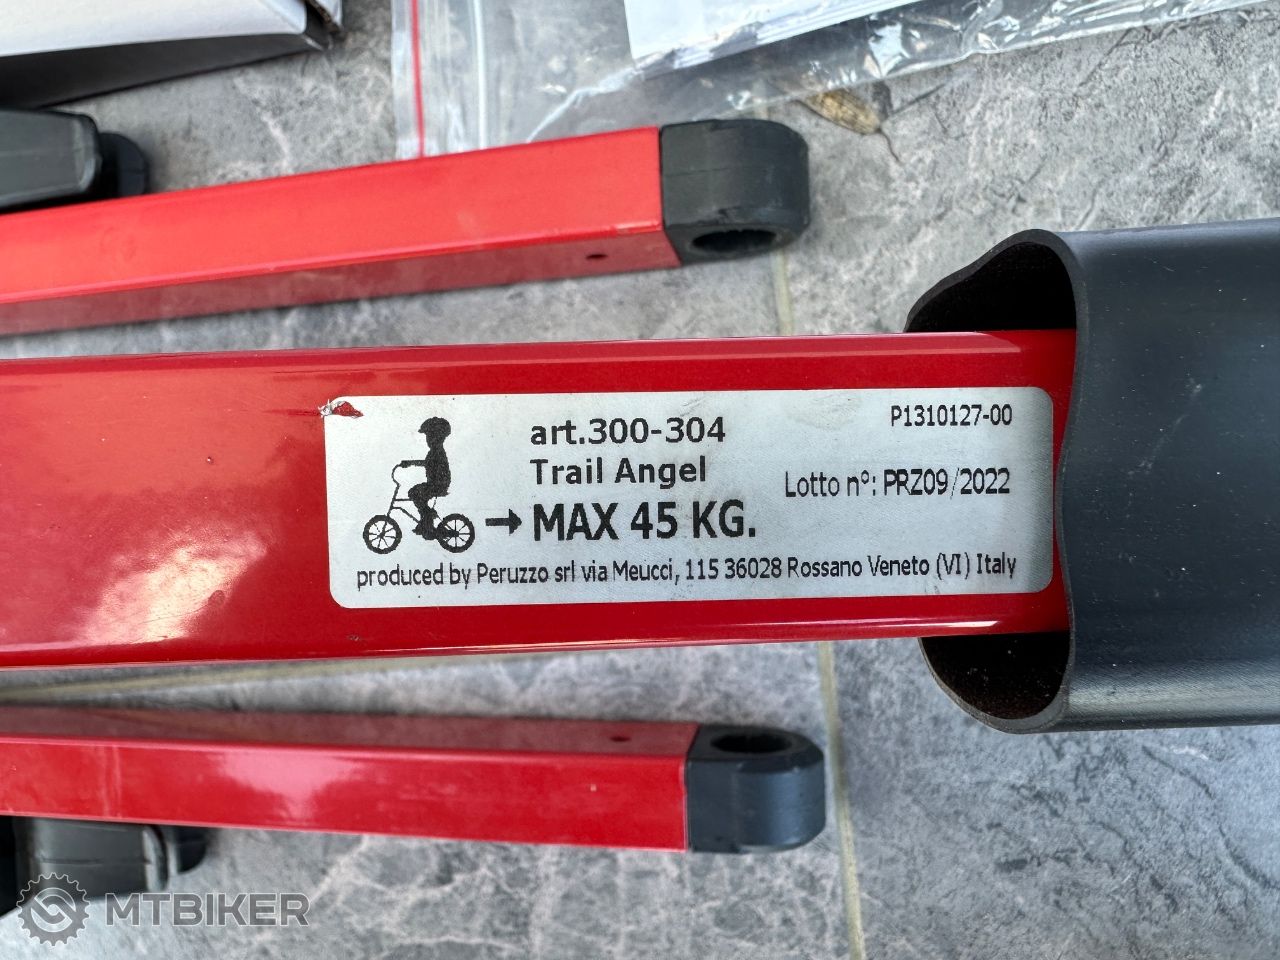 art.300-304
Trail Angel
MAX 45 KG.
P1310127-00
Lotto n°: PRZ09/2022
produced by Peruzzo srl via Meucci, 115 36028 Rossano Veneto (VI) Italy
MTBIKER